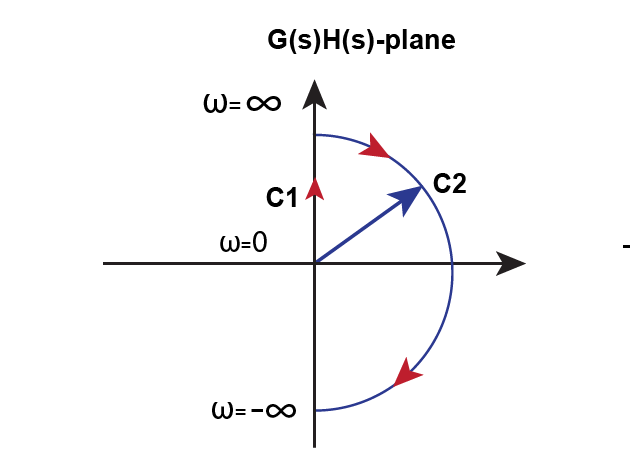 G(s)H(s)-plane
ω= ∞
C2
C1
ω=0
ω= -∞